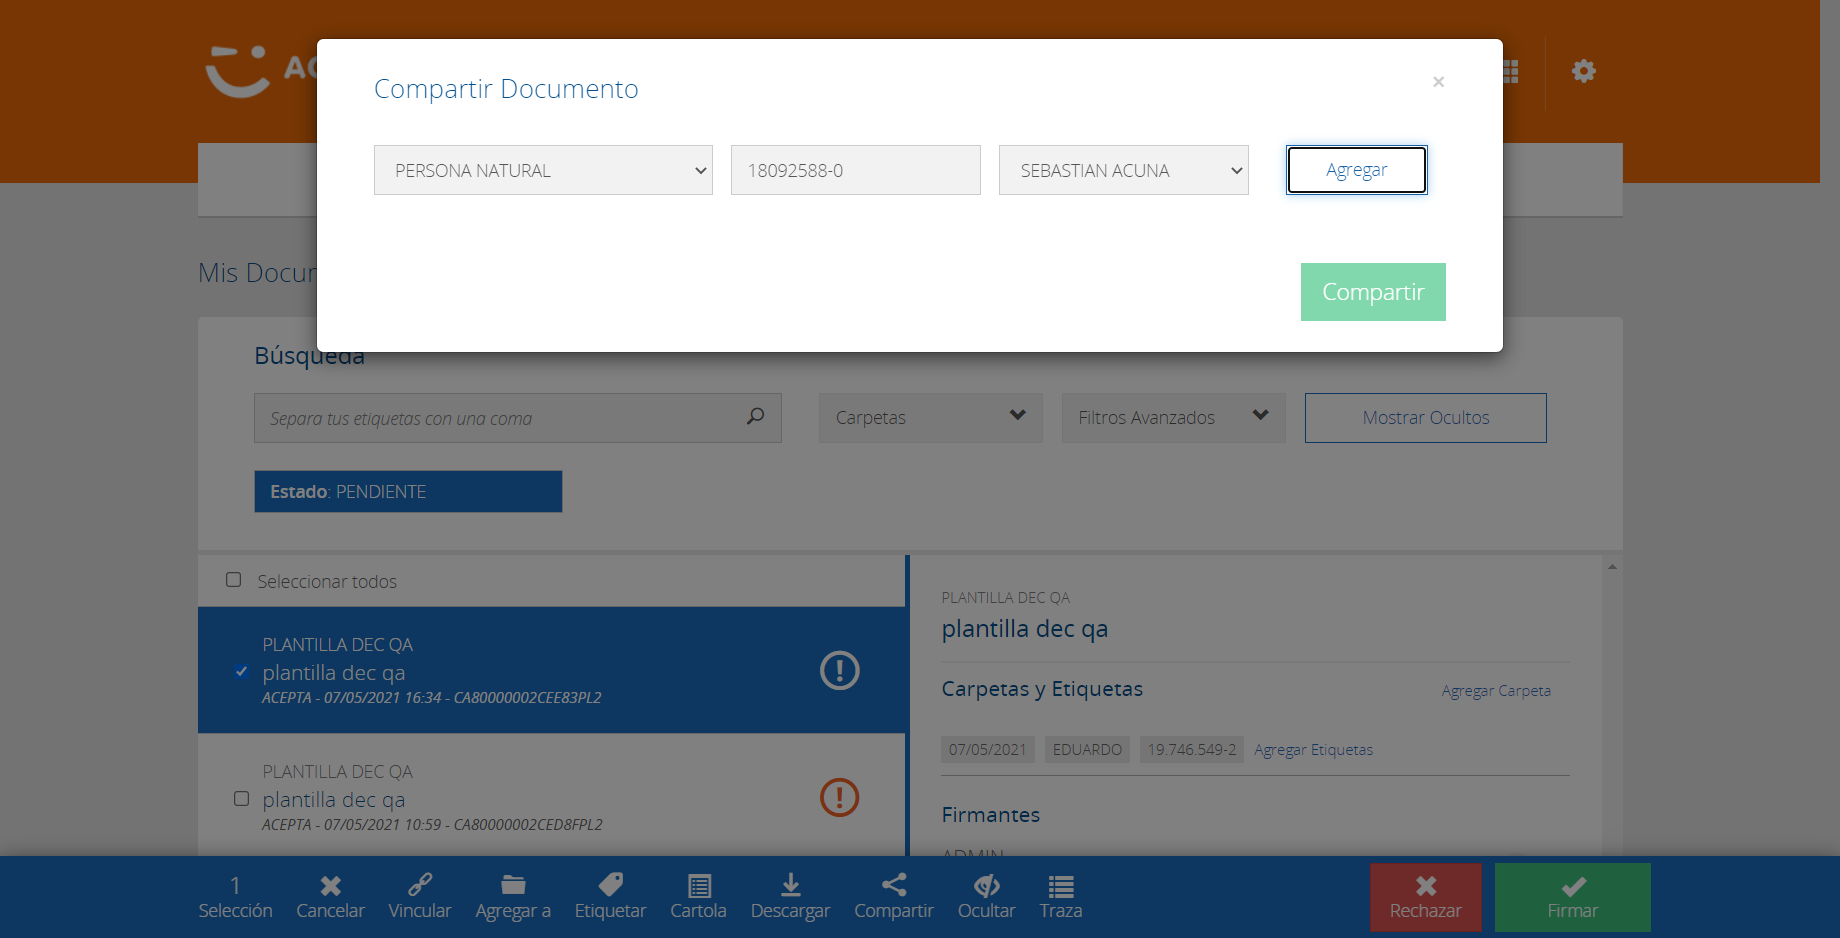 AC
Compartir Documento
×
PERSONA NATURAL
18092588-0
SEBASTIAN ACUNA
Agregar
Compartir
Mis Docu
Búsqueda
Separa tus etiquetas con una coma
Carpetas
Filtros Avanzados
Mostrar Ocultos
Estado: PENDIENTE
Seleccionar todos
PLANTILLA DEC QA
plantilla dec qa
ACEPTA - 07/05/2021 16:34 - CA80000002CEE83PL2
PLANTILLA DEC QA
plantilla dec qa
ACEPTA - 07/05/2021 10:59 - CA80000002CED8FPL2
PLANTILLA DEC QA
plantilla dec qa
Carpetas y Etiquetas
Agregar Carpeta
07/05/2021
EDUARDO
19.746.549-2
Agregar Etiquetas
Firmantes
ADMIN
1
Selección
Cancelar
Vincular
Agregar a
Etiquetar
Cartola
Descargar
Compartir
Ocultar
Traza
Rechazar
Firmar